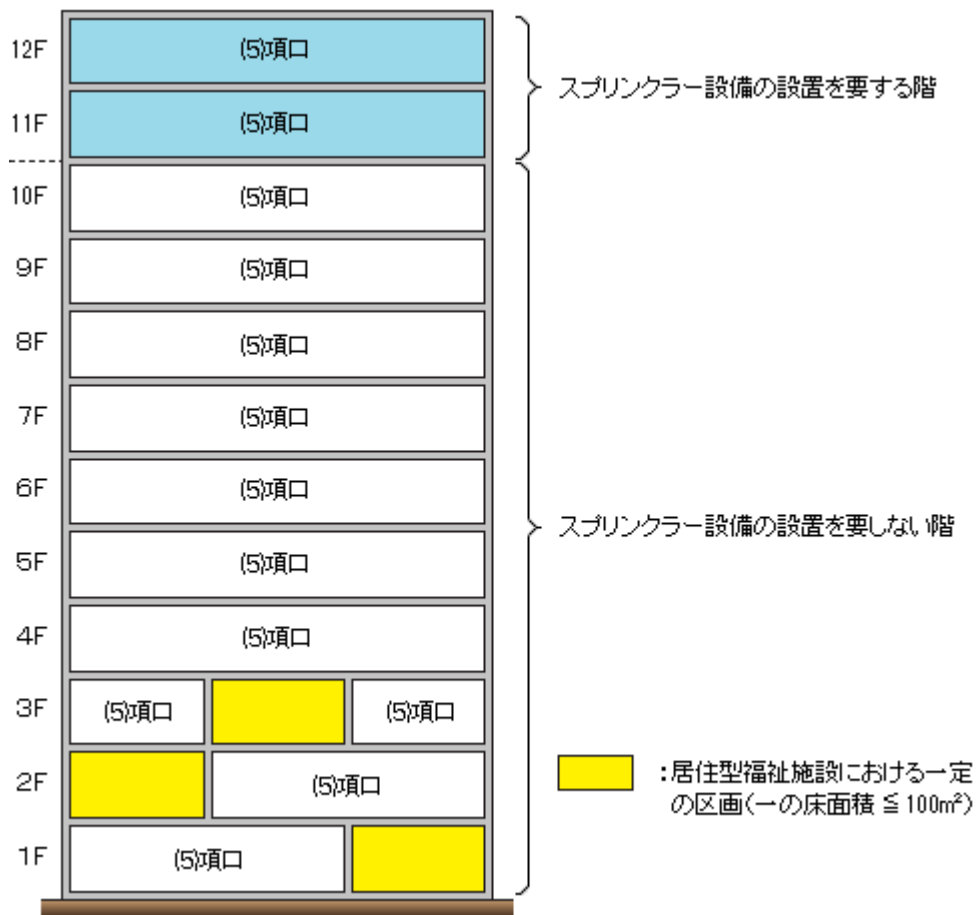 12F
(5)項ロ
スプリンクラー設備の設置を要する階
11F
(5)項ロ
10F
(5)項ロ
9F
(5)項ロ
8F
(5)項ロ
7F
(5)項ロ
6F
(5)項ロ
スプリンクラー設備の設置を要しない階
5F
(5)項ロ
4F
(5)項ロ
3F
(5)項ロ
(5)項ロ
2F
(5)項ロ
1F
(5)項ロ
:居住型福祉施設における一定
の区画(一の床面積≦100m²)